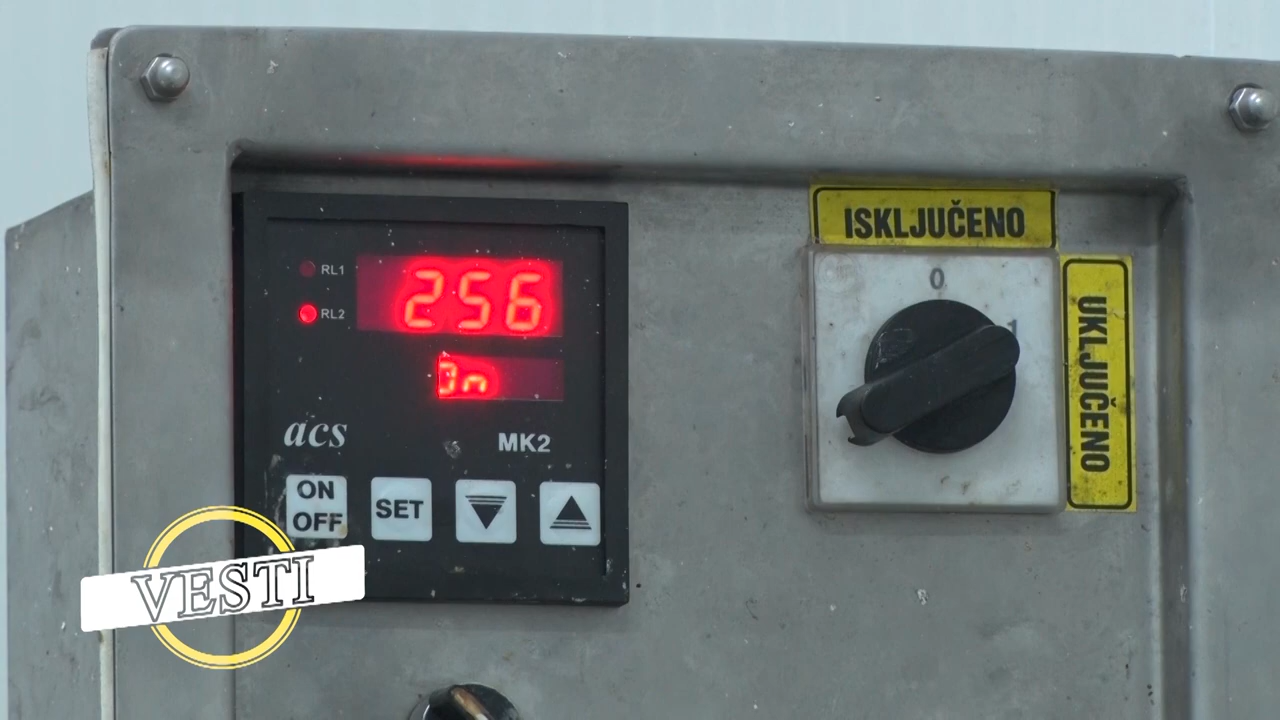 ISKLJUČENO
0
1
UKLJUČENO
RL1
256
RL2
acs
MK2
ON
OFF
SET
VESTI